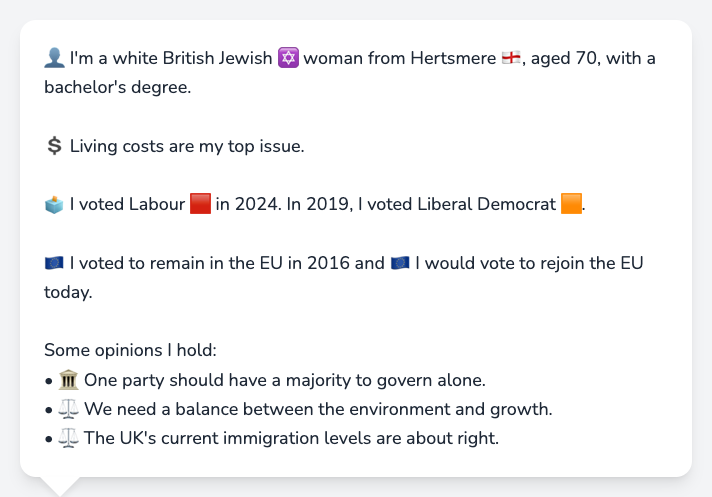 👤 I'm a white British Jewish ✡️ woman from Hertsmere 🏴󠁧󠁢󠁥󠁮󠁧󠁿, aged 70, with a
bachelor's degree.
💲 Living costs are my top issue.
🗳️ I voted Labour 🟥 in 2024. In 2019, I voted Liberal Democrat 🟧.
🇪🇺 I voted to remain in the EU in 2016 and 🇪🇺 I would vote to rejoin the EU
today.
Some opinions I hold:
• 🏛️ One party should have a majority to govern alone.
• ⚖️ We need a balance between the environment and growth.
• ⚖️ The UK's current immigration levels are about right.